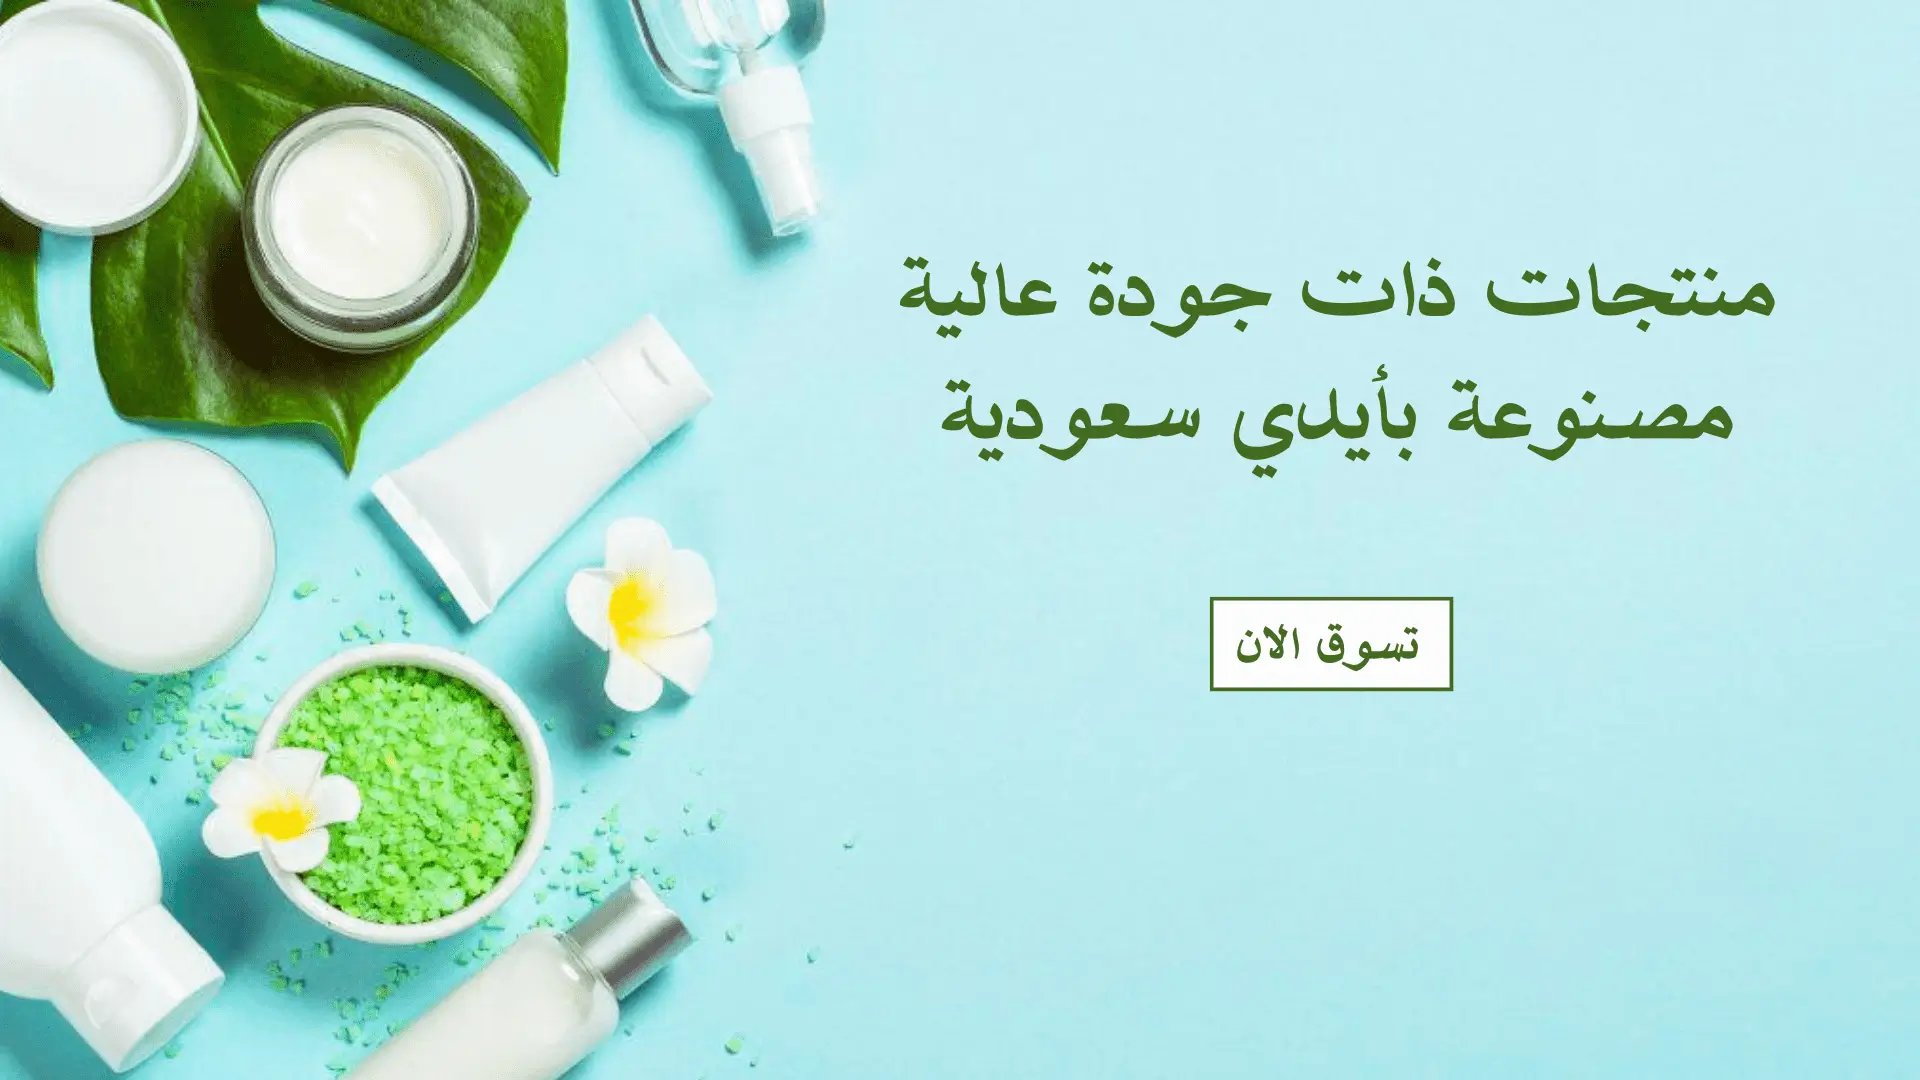 منتجات ذات جودة عالية
مصنوعة بأيدي سعودية
تسوق الان